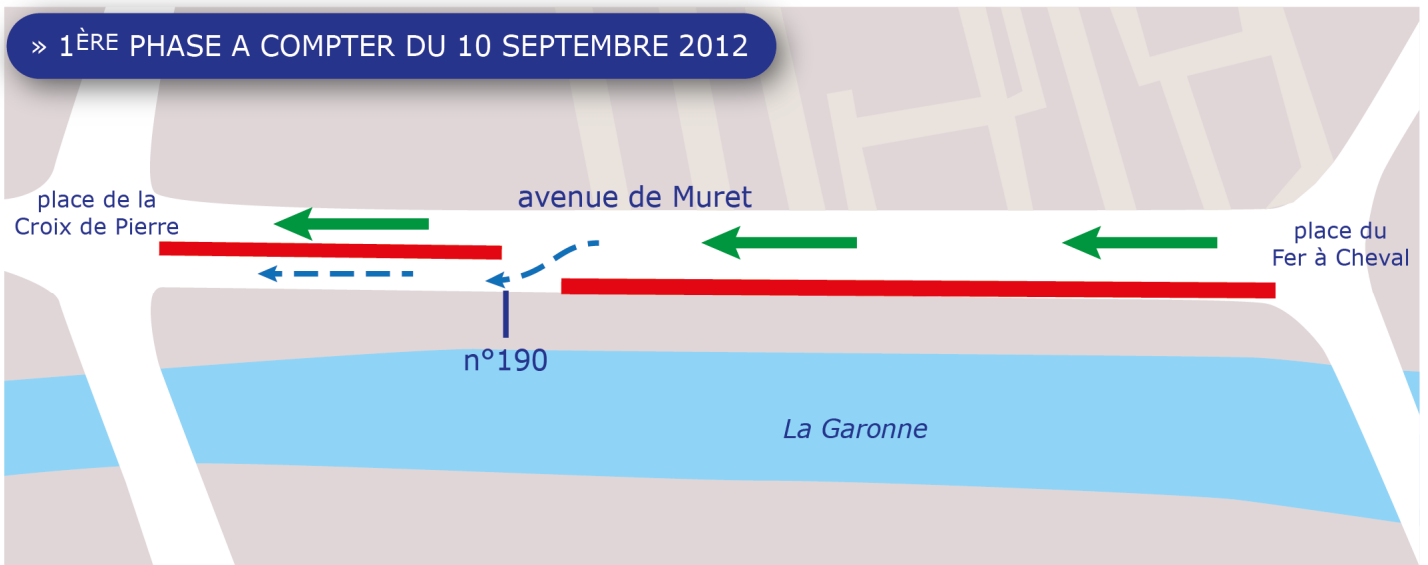 » 1ÈRE PHASE A COMPTER DU 10 SEPTEMBRE 2012
place de la
Croix de Pierre
avenue de Muret
place du
Fer à Cheval
n°190
La Garonne